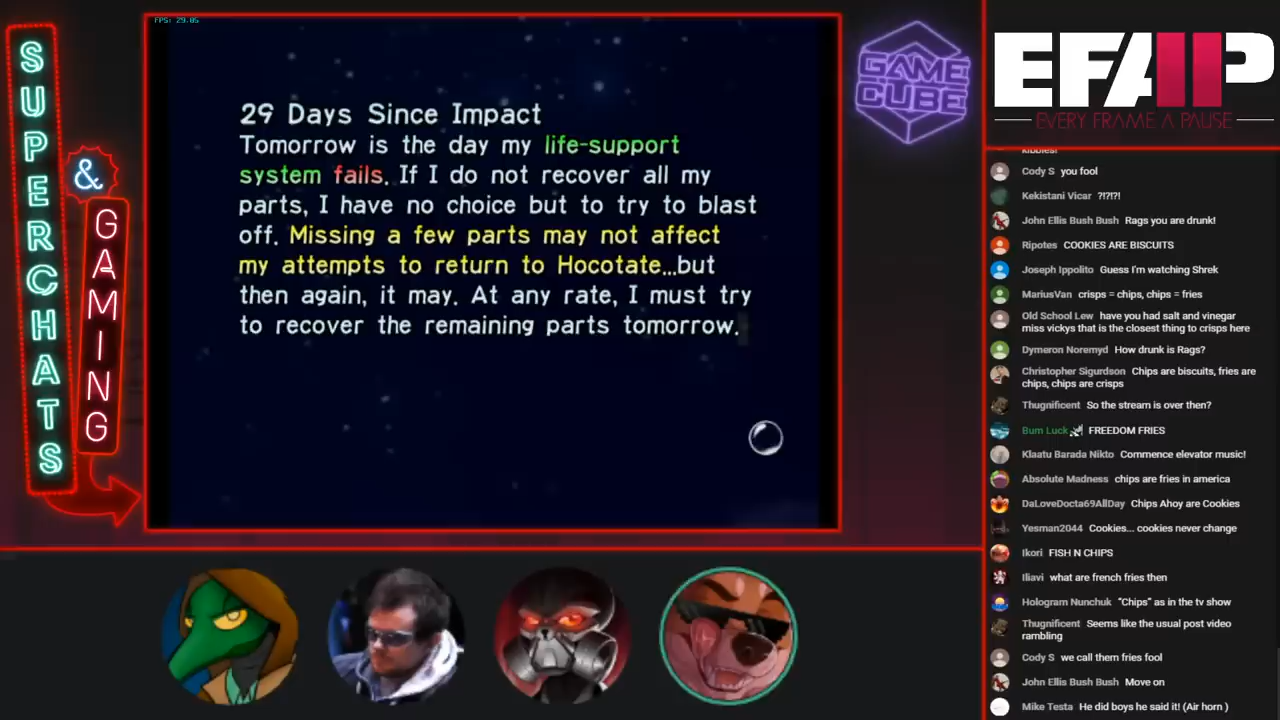 FPS: 29.05
SUPERCHATS
&
GAMING
29 Days Since Impact
Tomorrow is the day my life-support
system fails. If I do not recover all my
parts, I have no choice but to try to blast
off. Missing a few parts may not affect
my attempts to return to Hocotate...but
then again, it may. At any rate, I must try
to recover the remaining parts tomorrow.
GAME
CUBE
EFAP
EVERY FRAME A PAUSE
Cody S you fool
Kekistani Vicar ?!?!?!
John Ellis Bush Bush Rags you are drunk!
Ripotes COOKIES ARE BISCUITS
Joseph Ippolito Guess I'm watching Shrek
MariusVan crisps = chips, chips = fries
Old School Lew have you had salt and vinegar
miss vickys that is the closest thing to crisps here
Dymeron Noremyd How drunk is Rags?
Christopher Sigurdson Chips are biscuits, fries are
chips, chips are crisps
Thugnificent So the stream is over then?
Bum Luck FREEDOM FRIES
Klaatu Barada Nikto Commence elevator music!
Absolute Madness chips are fries in america
DaLoveDocta69AllDay Chips Ahoy are Cookies
Yesman2044 Cookies... cookies never change
Ikori FISH N CHIPS
Iliavi what are french fries then
Hologram Nunchuk “Chips” as in the tv show
Thugnificent Seems like the usual post video
rambling
Cody S we call them fries fool
John Ellis Bush Bush Move on
Mike Testa He did boys he said it! (Air horn )